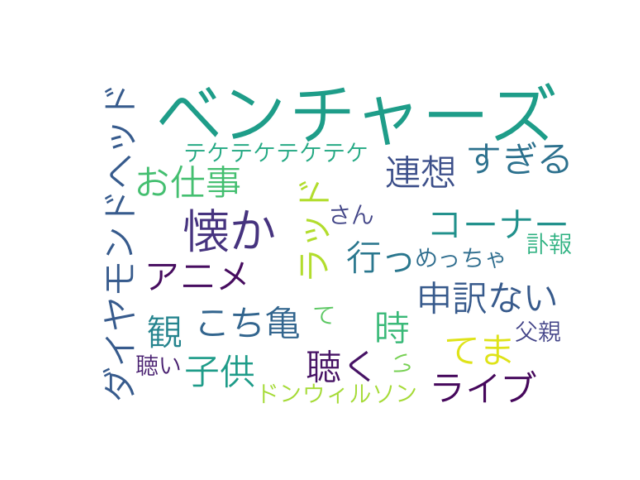 ベンチャーズ
ダイヤモンドヘッド
テケテケテケテケ
すぎる
連想
お仕事
ラッド
さん
懐か
コーナー
訃報
行っ
めっちゃ
アニメ
申訳ない
こち亀
て
時
観
父親
てま
聴い
子供
聴く
っ
ライブ
ドンウィルソン